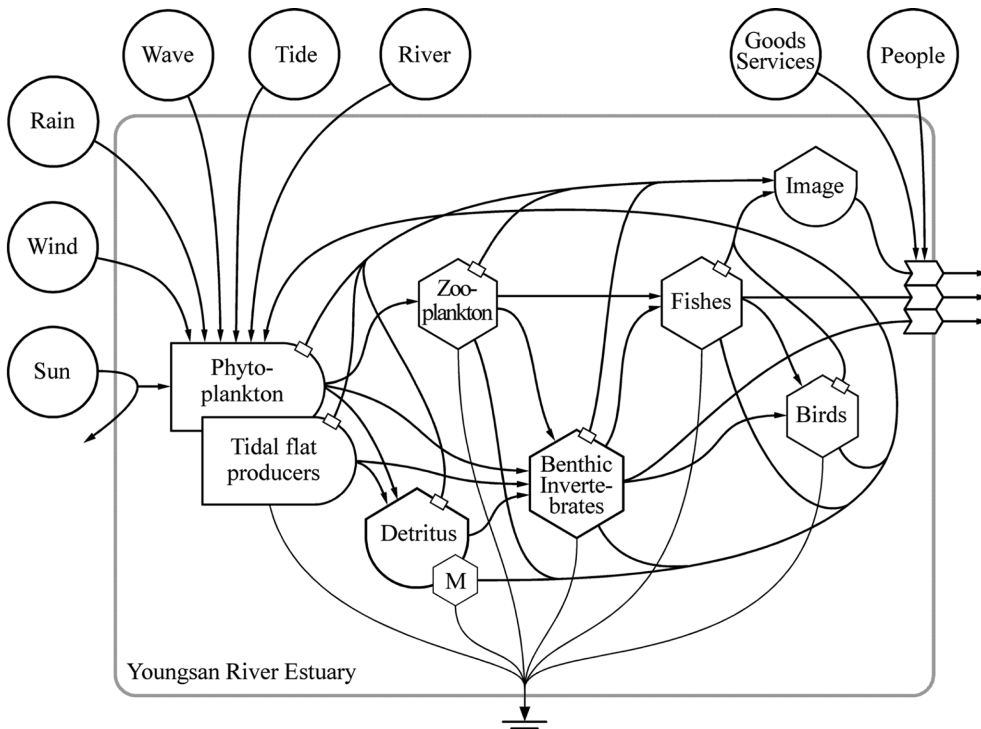 Wave
Tide
River
Goods
Services
People
Rain
Image
Wind
Zoo-
plankton
Fishes
Sun
Phyto-
plankton
Birds
Tidal flat
producers
Benthic
Inverte-
brates
Detritus
M
Youngsan River Estuary